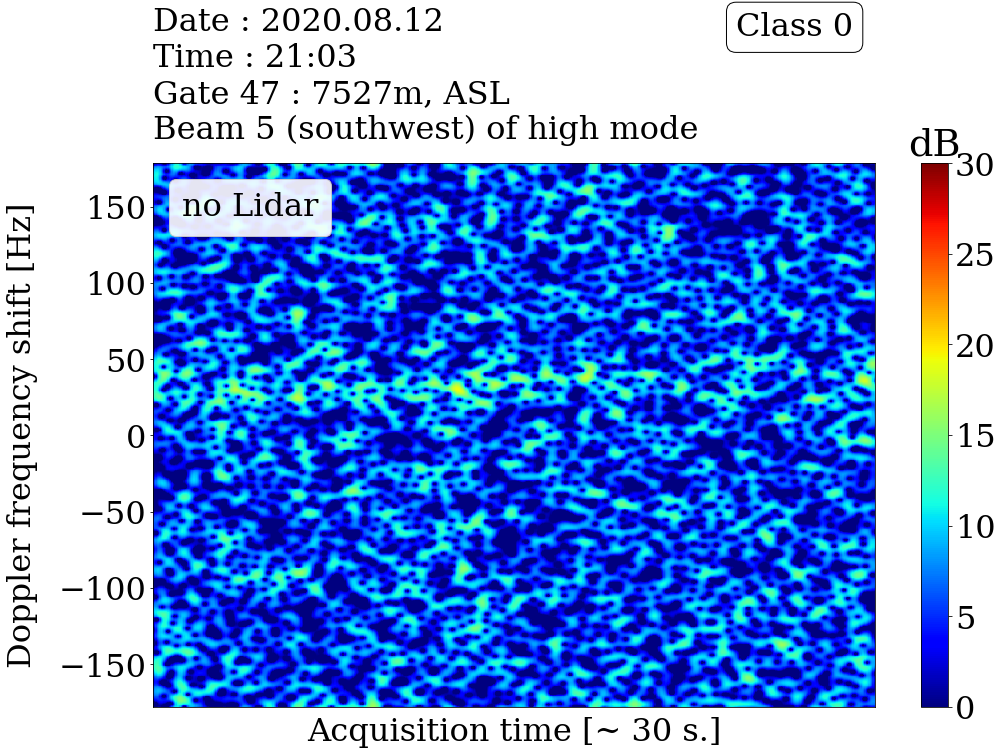 Date : 2020.08.12
Time : 21:03
Gate 47 : 7527m, ASL
Beam 5 (southwest) of high mode
Class 0
no Lidar
Doppler frequency shift [Hz]
150
100
50
0
−50
−100
−150
Acquisition time [~ 30 s.]
dB
30
25
20
15
10
5
0